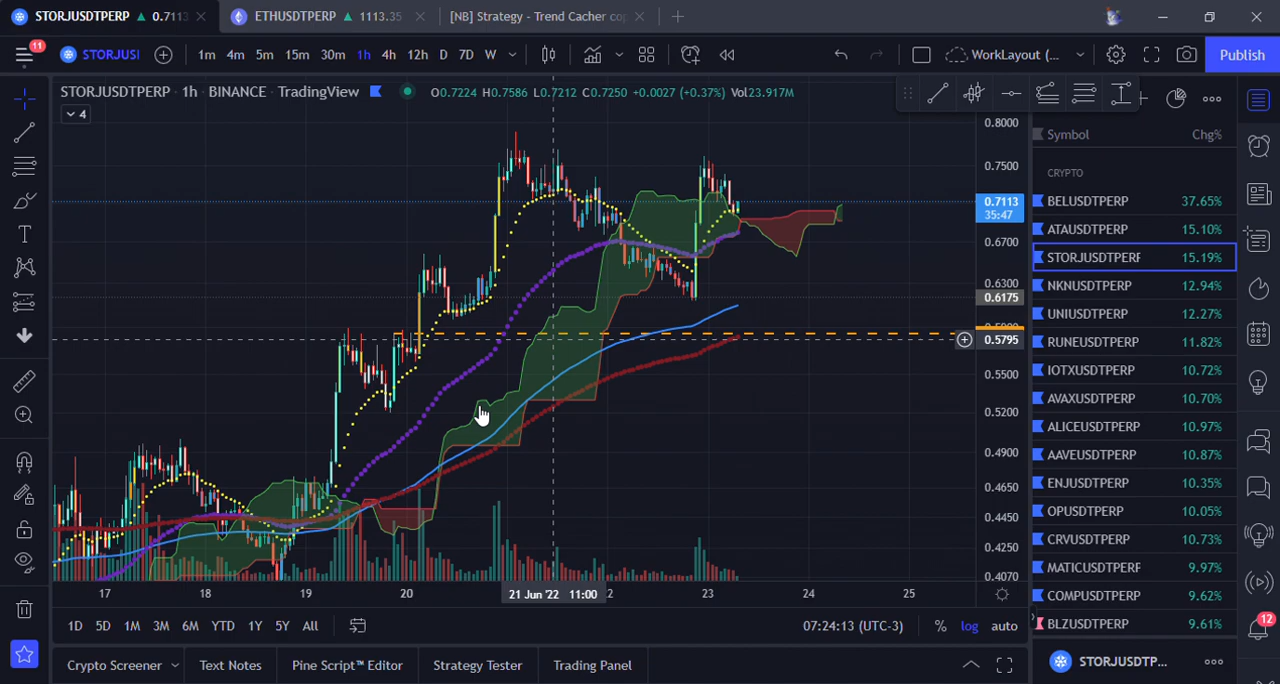 STORJUSDTPERP ▲ 0.7113
ETHUSDTPERP ▲ 1113.35
[NB] Strategy - Trend Cacher cop
11
STORJUSI
1m 4m 5m 15m 30m 1h 4h 12h D 7D W
WorkLayout (...
Publish
STORJUSDTPERP · 1h · BINANCE · TradingView
O0.7224 H0.7586 L0.7212 C0.7250 +0.0027 (+0.37%) Vol23.917M
4
0.8000
0.7500
0.7113
35:47
0.6700
0.6300
0.6175
0.5795
0.5500
0.5200
0.4900
0.4650
0.4450
0.4250
0.4070
17 18 19 20 21 Jun '22 11:00 23 24 25
1D 5D 1M 3M 6M YTD 1Y 5Y All
07:24:13 (UTC-3)
% log auto
Crypto Screener
Text Notes
Pine Script™ Editor
Strategy Tester
Trading Panel
Symbol Chg%
CRYPTO
BELUSDTPERP 37.65%
ATAUSDTPERP 15.10%
STORJUSDTPERP 15.19%
NKNUSDTPERP 12.94%
UNIUSDTPERP 12.27%
RUNEUSDTPERP 11.82%
IOTXUSDTPERP 10.72%
AVAXUSDTPERP 10.70%
ALICEUSDTPERP 10.97%
AAVEUSDTPERP 10.87%
ENJUSDTPERP 10.35%
OPUSDTPERP 10.05%
CRVUSDTPERP 10.73%
MATICUSDTPERP 9.97%
COMPUSDTPERP 9.62%
BLZUSDTPERP 9.61%
STORJUSDTP...
12